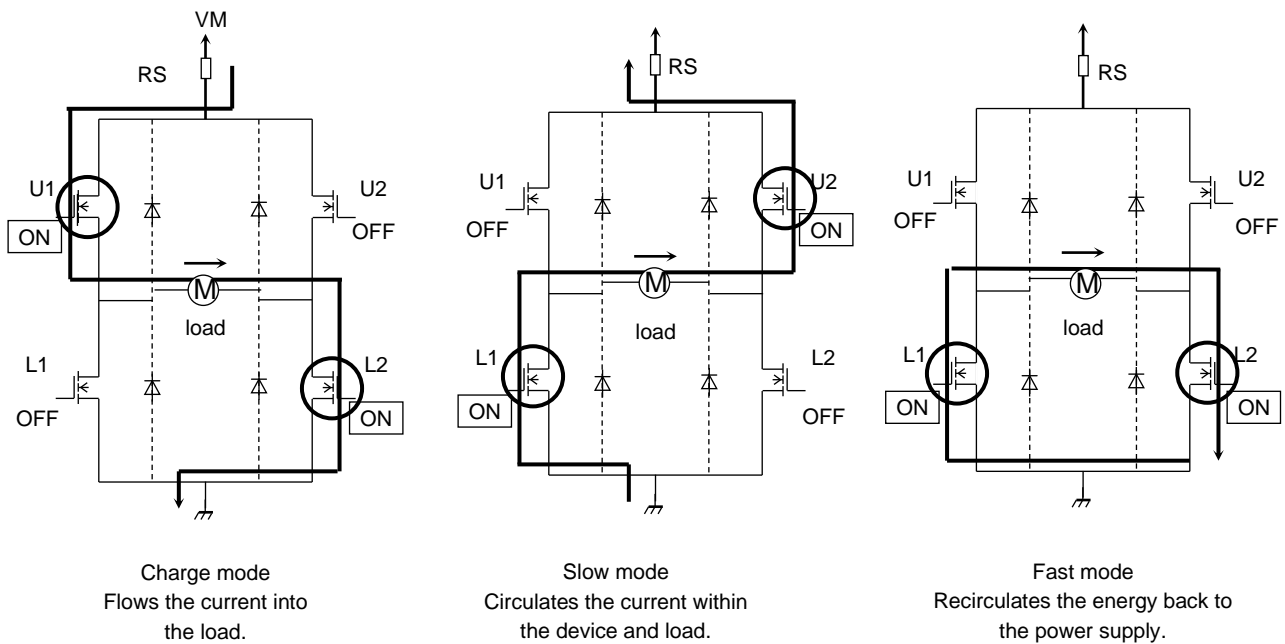 VM
RS
U1
ON
U2
OFF
M
load
L1
OFF
L2
ON
Charge mode
Flows the current into
the load.
RS
U1
OFF
U2
ON
M
load
L1
ON
L2
OFF
Slow mode
Circulates the current within
the device and load.
RS
U1
OFF
U2
OFF
M
load
L1
ON
L2
ON
Fast mode
Recirculates the energy back to
the power supply.